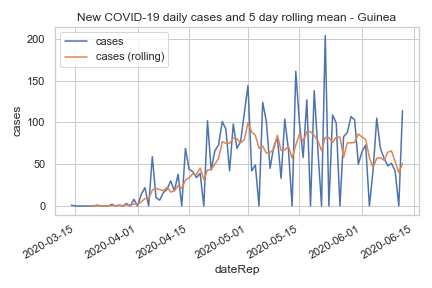 New COVID-19 daily cases and 5 day rolling mean - Guinea
cases
cases (rolling)
200
150
100
50
0
cases
2020-03-15
2020-04-01
2020-04-15
2020-05-01
2020-05-15
2020-06-01
2020-06-15
dateRep